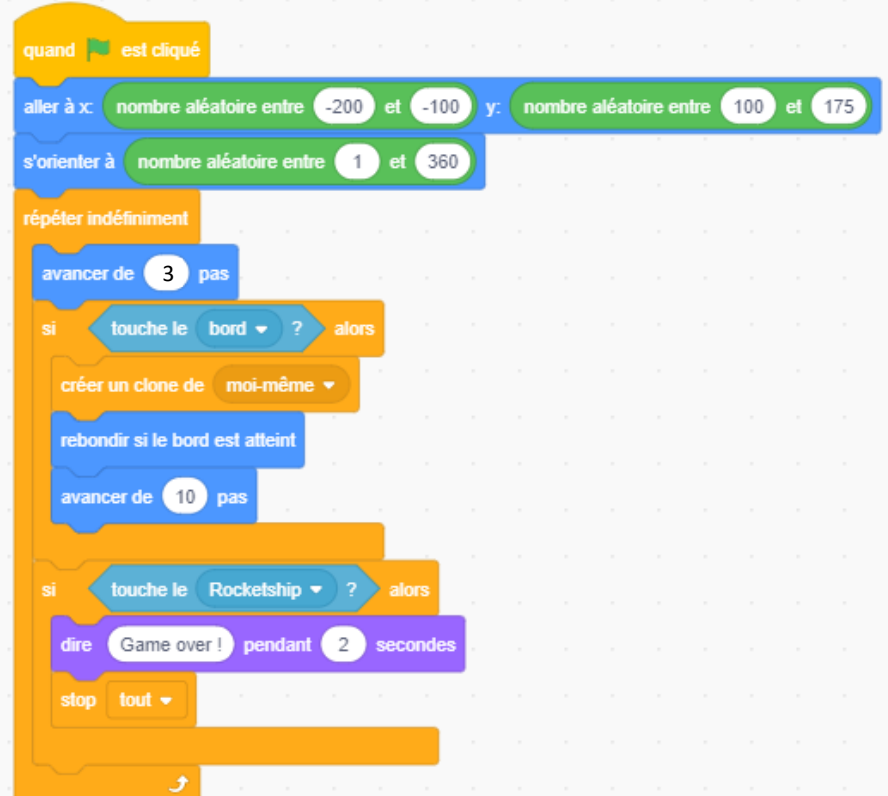 quand est cliqué
aller à x: nombre aléatoire entre -200 et -100 y: nombre aléatoire entre 100 et 175
s'orienter à nombre aléatoire entre 1 et 360
répéter indéfiniment
avancer de 3 pas
si touche le bord ? alors
créer un clone de moi-même
rebondir si le bord est atteint
avancer de 10 pas
si touche le Rocketship ? alors
dire Game over ! pendant 2 secondes
stop tout